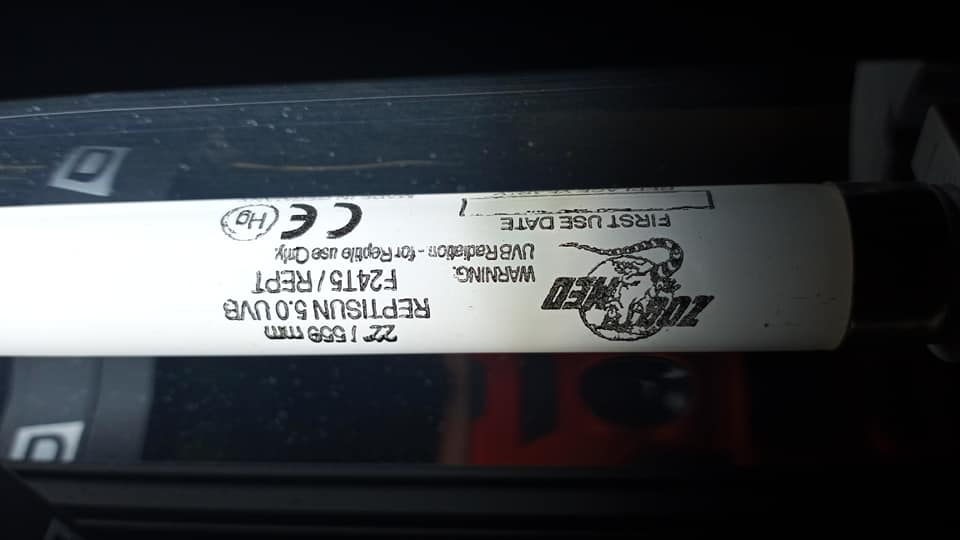 22" / 559 mm
REPTISUN 5.0 UVB
F24T5 / REPT
WARNING:
UVB Radiation - for Reptile use Only.
CE Hg
ZOO MED
FIRST USE DATE